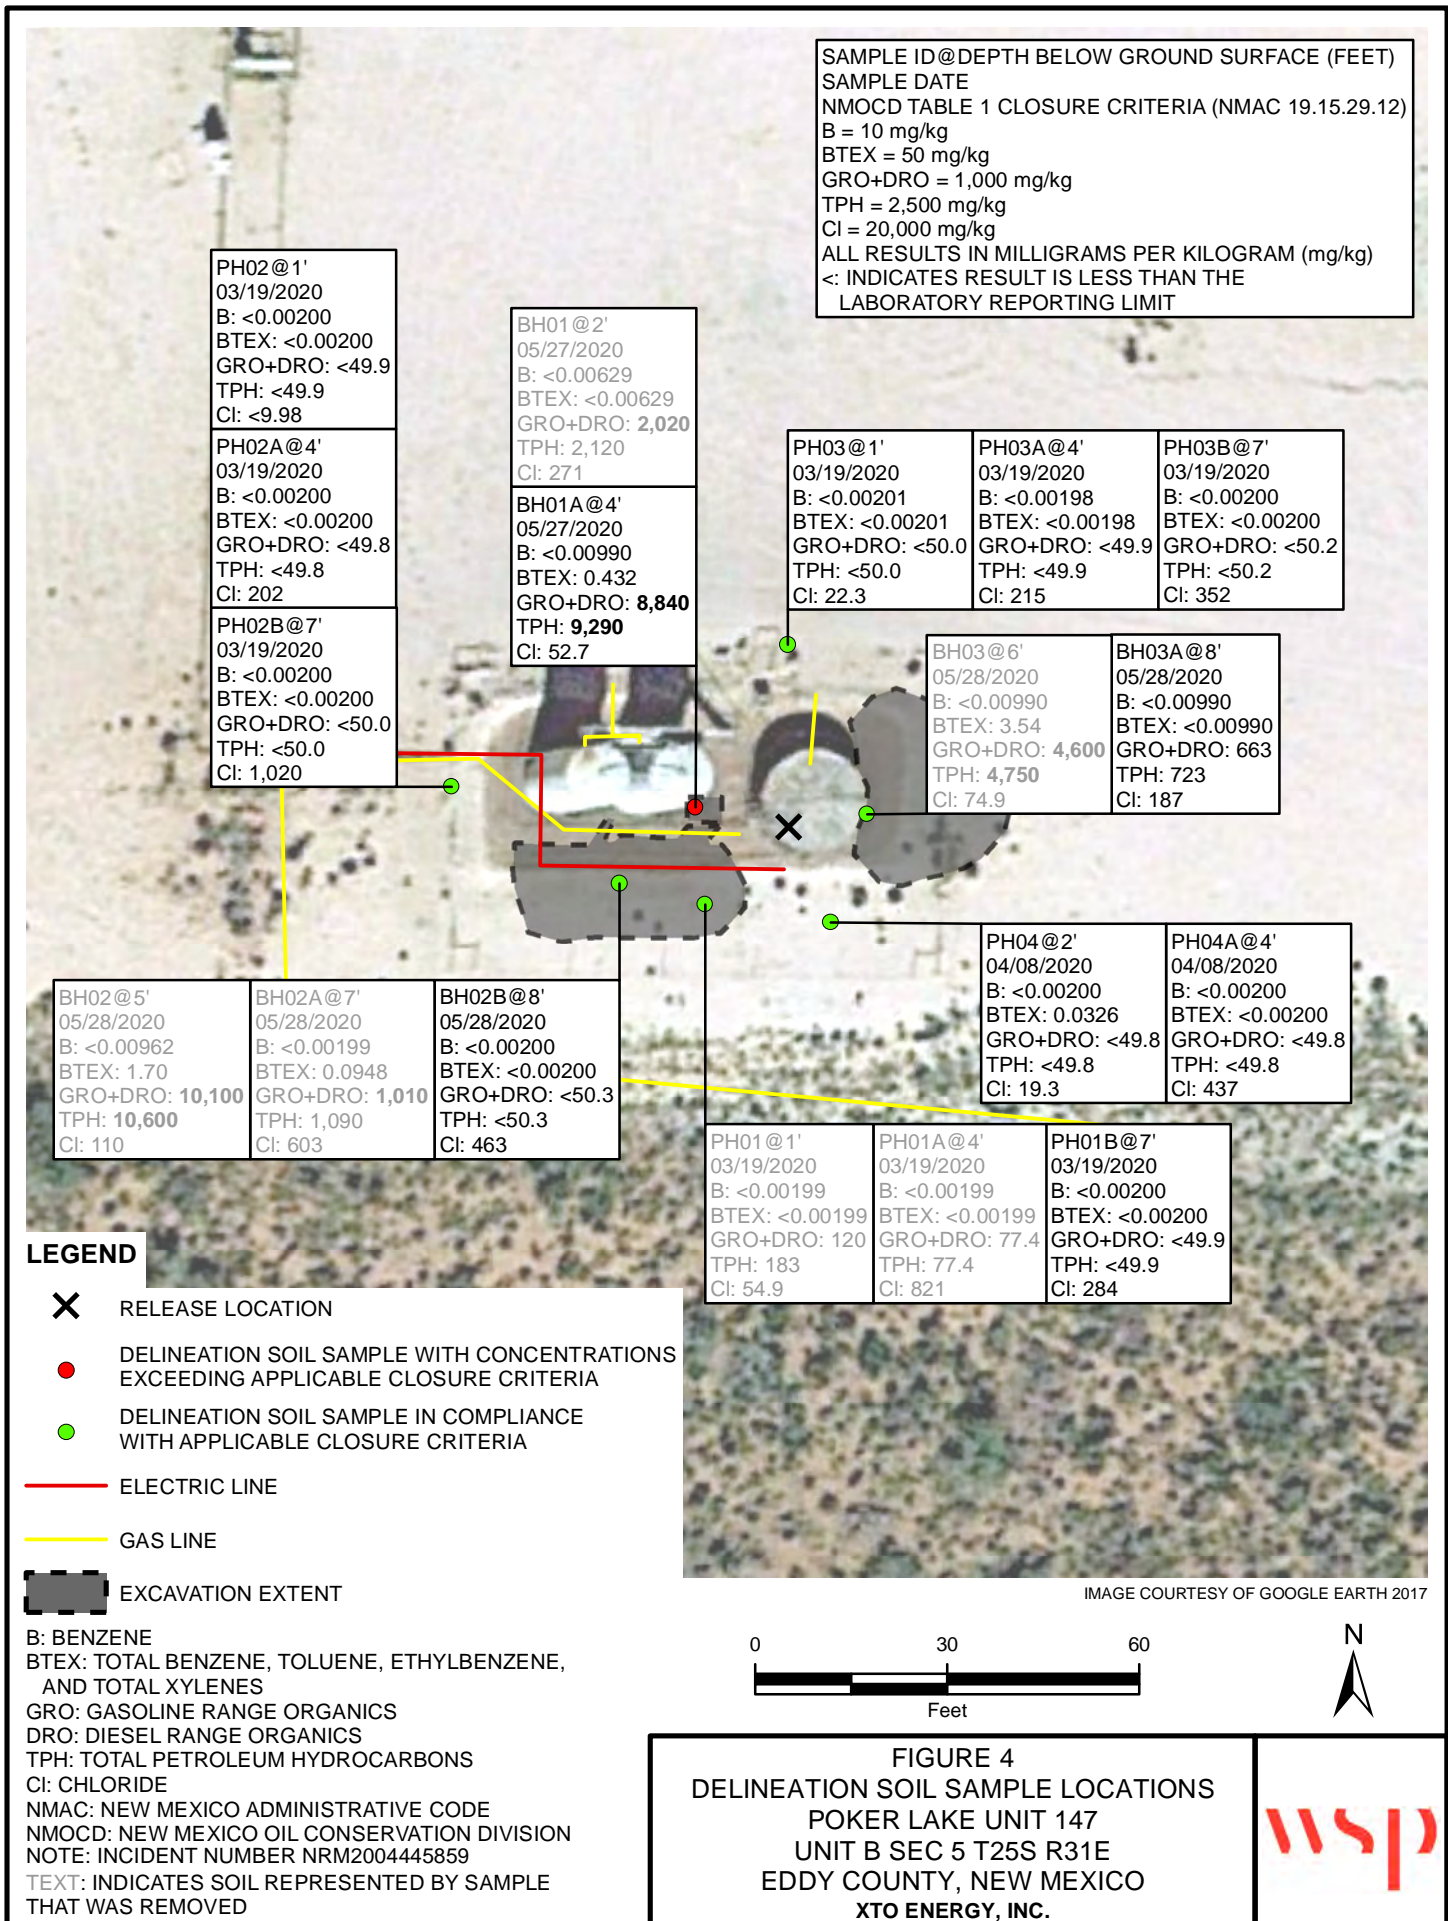 SAMPLE ID@DEPTH BELOW GROUND SURFACE (FEET)
SAMPLE DATE
NMOCD TABLE 1 CLOSURE CRITERIA (NMAC 19.15.29.12)
B = 10 mg/kg
BTEX = 50 mg/kg
GRO+DRO = 1,000 mg/kg
TPH = 2,500 mg/kg
Cl = 20,000 mg/kg
ALL RESULTS IN MILLIGRAMS PER KILOGRAM (mg/kg)
<: INDICATES RESULT IS LESS THAN THE
LABORATORY REPORTING LIMIT
PH02@1'
03/19/2020
B: <0.00200
BTEX: <0.00200
GRO+DRO: <49.9
TPH: <49.9
Cl: <9.98
PH02A@4'
03/19/2020
B: <0.00200
BTEX: <0.00200
GRO+DRO: <49.8
TPH: <49.8
Cl: 202
PH02B@7'
03/19/2020
B: <0.00200
BTEX: <0.00200
GRO+DRO: <50.0
TPH: <50.0
Cl: 1,020
BH01@2'
05/27/2020
B: <0.00629
BTEX: <0.00629
GRO+DRO: 2,020
TPH: 2,120
Cl: 271
BH01A@4'
05/27/2020
B: <0.00990
BTEX: 0.432
GRO+DRO: 8,840
TPH: 9,290
Cl: 52.7
PH03@1'
03/19/2020
B: <0.00201
BTEX: <0.00201
GRO+DRO: <50.0
TPH: <50.0
Cl: 22.3
PH03A@4'
03/19/2020
B: <0.00198
BTEX: <0.00198
GRO+DRO: <49.9
TPH: <49.9
Cl: 215
PH03B@7'
03/19/2020
B: <0.00200
BTEX: <0.00200
GRO+DRO: <50.2
TPH: <50.2
Cl: 352
BH03@6'
05/28/2020
B: <0.00990
BTEX: 3.54
GRO+DRO: 4,600
TPH: 4,750
Cl: 74.9
BH03A@8'
05/28/2020
B: <0.00990
BTEX: <0.00990
GRO+DRO: 663
TPH: 723
Cl: 187
PH04@2'
04/08/2020
B: <0.00200
BTEX: 0.0326
GRO+DRO: <49.8
TPH: <49.8
Cl: 19.3
PH04A@4'
04/08/2020
B: <0.00200
BTEX: <0.00200
GRO+DRO: <49.8
TPH: <49.8
Cl: 437
BH02@5'
05/28/2020
B: <0.00962
BTEX: 1.70
GRO+DRO: 10,100
TPH: 10,600
Cl: 110
BH02A@7'
05/28/2020
B: <0.00199
BTEX: 0.0948
GRO+DRO: 1,010
TPH: 1,090
Cl: 603
BH02B@8'
05/28/2020
B: <0.00200
BTEX: <0.00200
GRO+DRO: <50.3
TPH: <50.3
Cl: 463
PH01@1'
03/19/2020
B: <0.00199
BTEX: <0.00199
GRO+DRO: 120
TPH: 183
Cl: 54.9
PH01A@4'
03/19/2020
B: <0.00199
BTEX: <0.00199
GRO+DRO: 77.4
TPH: 77.4
Cl: 821
PH01B@7'
03/19/2020
B: <0.00200
BTEX: <0.00200
GRO+DRO: <49.9
TPH: <49.9
Cl: 284
LEGEND
RELEASE LOCATION
DELINEATION SOIL SAMPLE WITH CONCENTRATIONS
EXCEEDING APPLICABLE CLOSURE CRITERIA
DELINEATION SOIL SAMPLE IN COMPLIANCE
WITH APPLICABLE CLOSURE CRITERIA
ELECTRIC LINE
GAS LINE
EXCAVATION EXTENT
B: BENZENE
BTEX: TOTAL BENZENE, TOLUENE, ETHYLBENZENE,
AND TOTAL XYLENES
GRO: GASOLINE RANGE ORGANICS
DRO: DIESEL RANGE ORGANICS
TPH: TOTAL PETROLEUM HYDROCARBONS
Cl: CHLORIDE
NMAC: NEW MEXICO ADMINISTRATIVE CODE
NMOCD: NEW MEXICO OIL CONSERVATION DIVISION
NOTE: INCIDENT NUMBER NRM2004445859
TEXT: INDICATES SOIL REPRESENTED BY SAMPLE
THAT WAS REMOVED
IMAGE COURTESY OF GOOGLE EARTH 2017
0 30 60
Feet
N
FIGURE 4
DELINEATION SOIL SAMPLE LOCATIONS
POKER LAKE UNIT 147
UNIT B SEC 5 T25S R31E
EDDY COUNTY, NEW MEXICO
XTO ENERGY, INC.
wsp